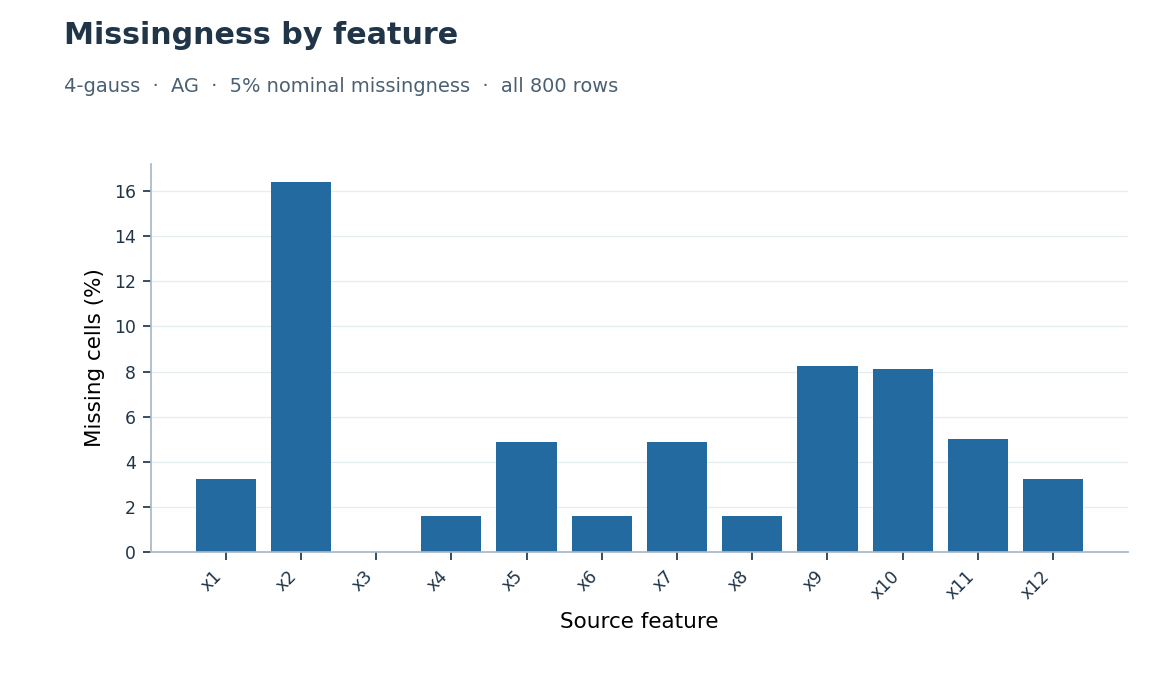 Missingness by feature
4-gauss · AG · 5% nominal missingness · all 800 rows
Missing cells (%)
16
14
12
10
8
6
4
2
0
x1 x2 x3 x4 x5 x6 x7 x8 x9 x10 x11 x12
Source feature